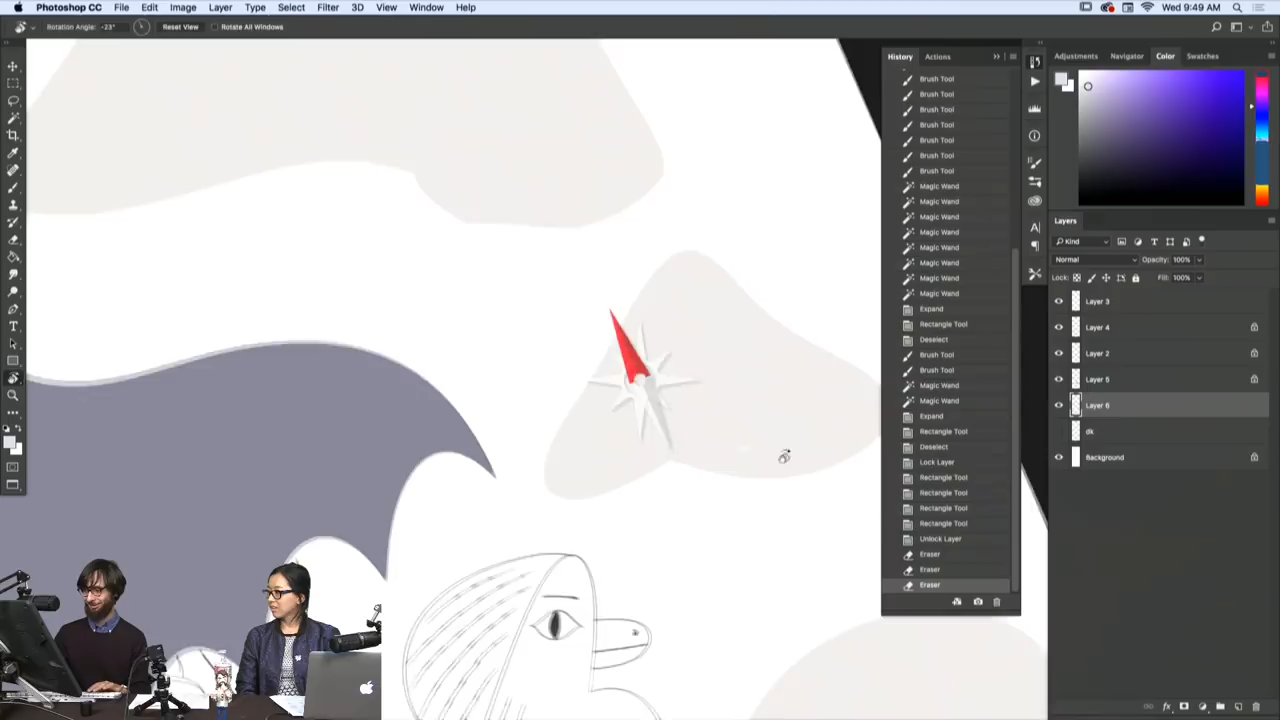 Photoshop CC File Edit Image Layer Type Select Filter 3D View Window Help Wed 9:49 AM
Rotation Angle: -23° Reset View Rotate All Windows
History Actions
Brush Tool
Brush Tool
Brush Tool
Brush Tool
Brush Tool
Brush Tool
Brush Tool
Magic Wand
Magic Wand
Magic Wand
Magic Wand
Magic Wand
Magic Wand
Magic Wand
Magic Wand
Expand
Rectangle Tool
Deselect
Brush Tool
Brush Tool
Magic Wand
Magic Wand
Expand
Rectangle Tool
Deselect
Lock Layer
Rectangle Tool
Rectangle Tool
Rectangle Tool
Rectangle Tool
Unlock Layer
Eraser
Eraser
Eraser
Adjustments Navigator Color Swatches
Layers
Kind
Normal Opacity: 100%
Lock: Fill: 100%
Layer 3
Layer 4
Layer 2
Layer 5
Layer 6
dk
Background